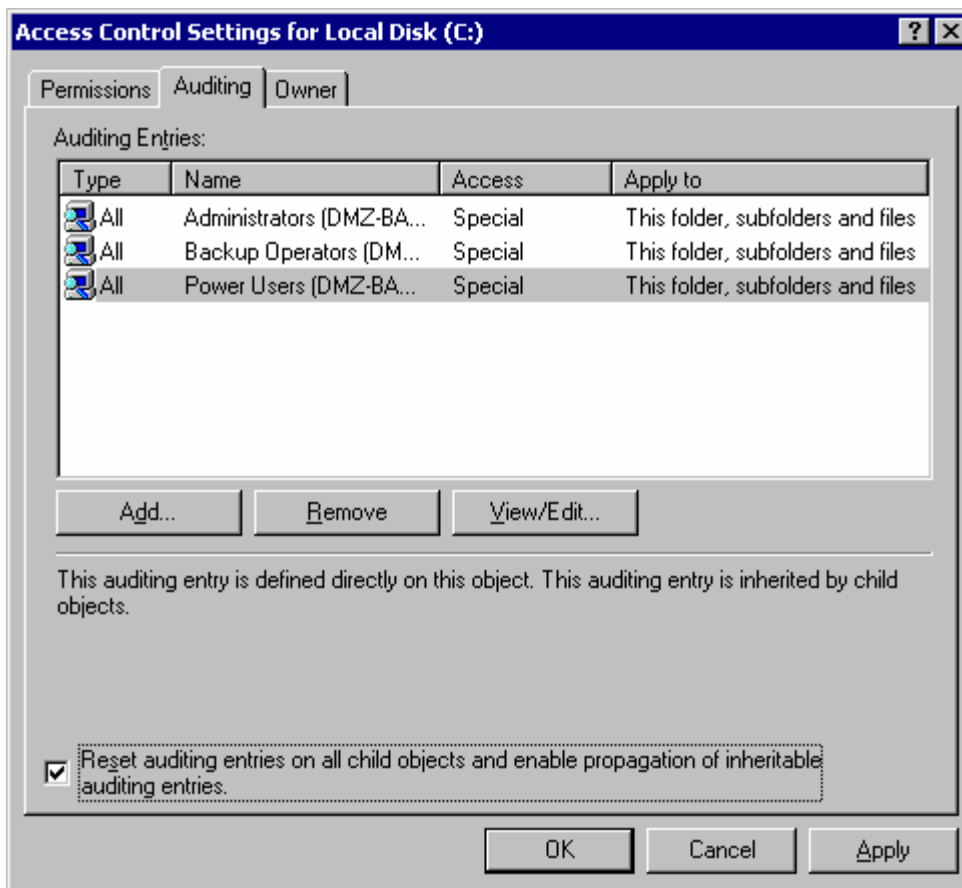 Access Control Settings for Local Disk (C:)
Permissions Auditing Owner
Auditing Entries:
Type Name Access Apply to
All Administrators (DMZ-BA... Special This folder, subfolders and files
All Backup Operators (DM... Special This folder, subfolders and files
All Power Users (DMZ-BA... Special This folder, subfolders and files
Add... Remove View/Edit...
This auditing entry is defined directly on this object. This auditing entry is inherited by child
objects.
Reset auditing entries on all child objects and enable propagation of inheritable
auditing entries.
OK Cancel Apply